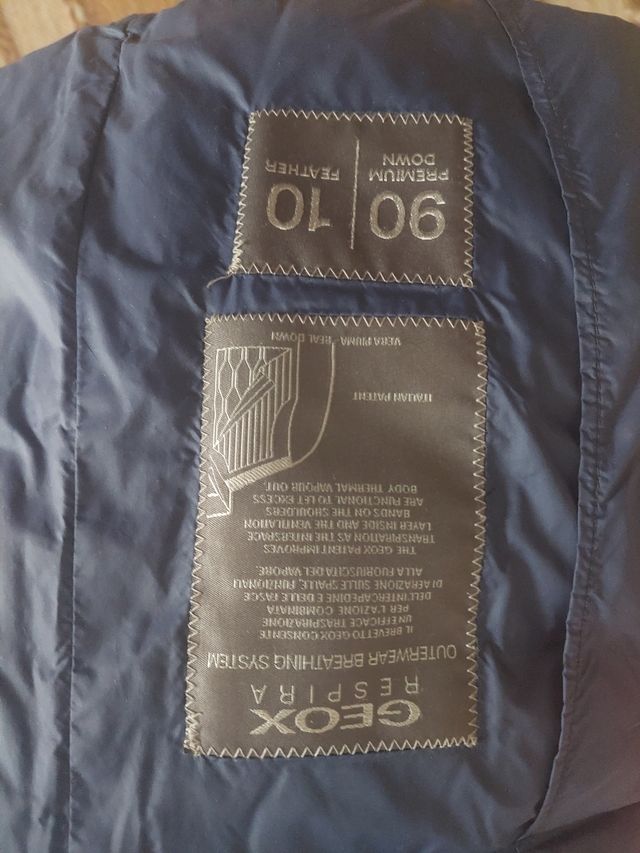 GEOX
RESPIRA
OUTERWEAR BREATHING SYSTEM
IL BREVETTO GEOX CONSENTE
UN EFFICACE TRASPIRAZIONE
PER L'AZIONE COMBINATA
DELL'INTERCAPEDINE E DELLE FASCE
DI AERAZIONE SULLE SPALLE, FUNZIONALI
ALLA FUORIUSCITA DEL VAPORE.
THE GEOX PATENT IMPROVES
TRANSPIRATION AS THE INTERSPACE
LAYER INSIDE AND THE VENTILATION
BANDS ON THE SHOULDERS
ARE FUNCTIONAL TO LET EXCESS
BODY THERMAL VAPOUR OUT.
ITALIAN PATENT
VERA PIUMA - REAL DOWN
90 10
PREMIUM FEATHER
DOWN